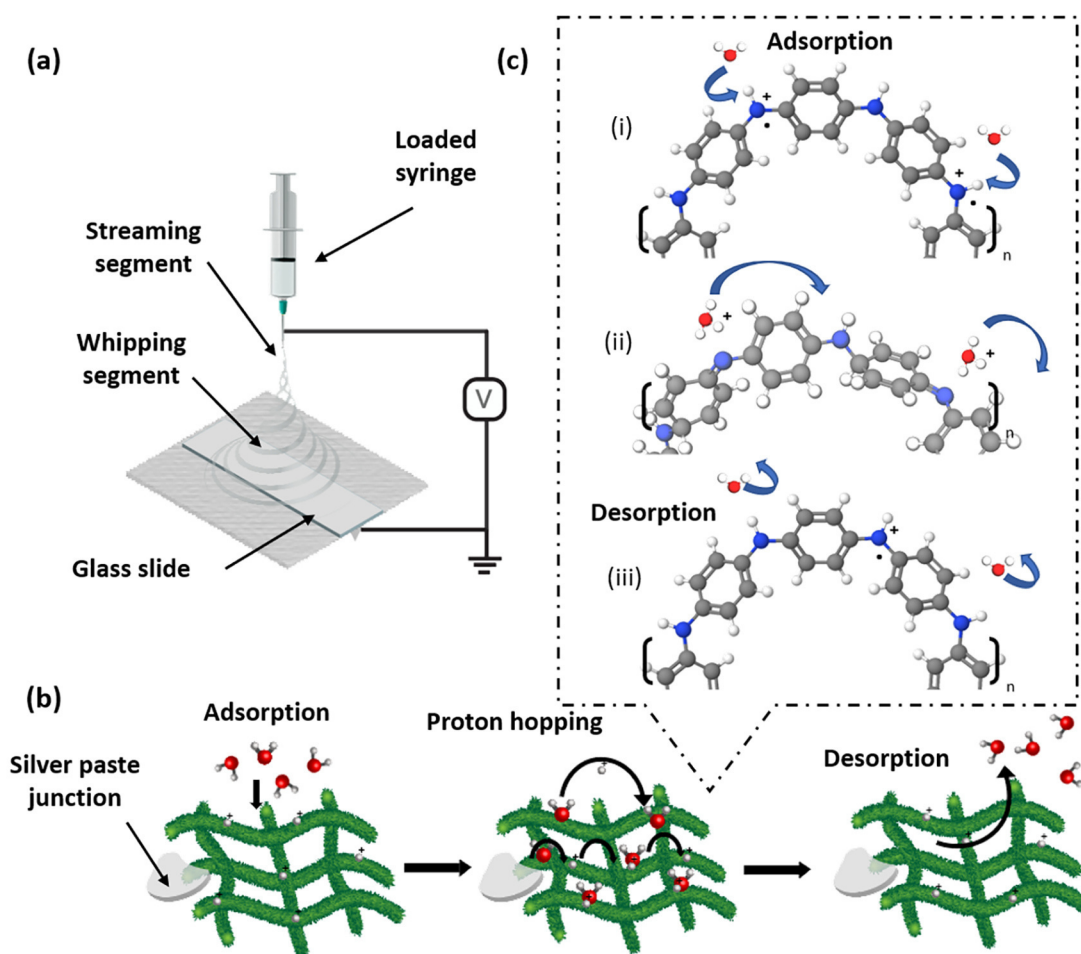 (a)
Loaded
syringe
Streaming
segment
Whipping
segment
V
Glass slide
(c)
Adsorption
(i)
+
•
+
•
n
(ii)
+
+
n
Desorption
(iii)
+
•
n
(b)
Adsorption
Silver paste
junction
Proton hopping
Desorption